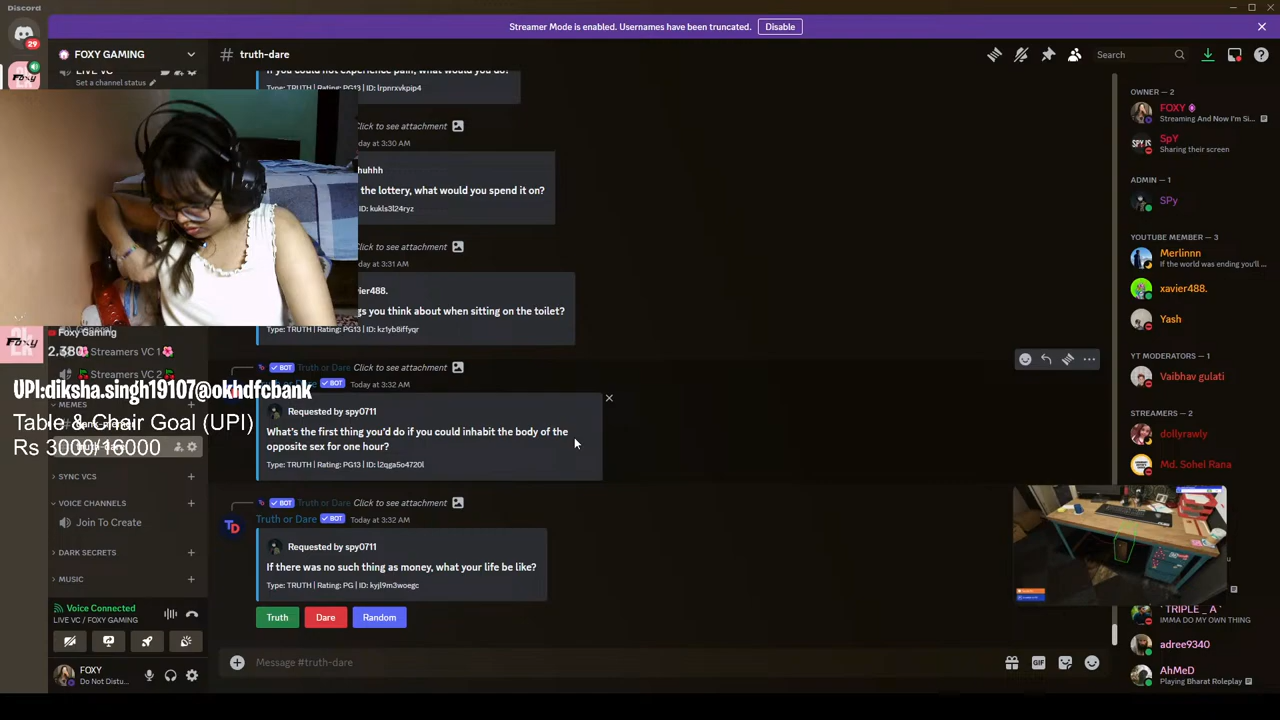 Discord
Streamer Mode is enabled. Usernames have been truncated.
Disable
29
FOXY GAMING
# truth-dare
Search
LIVE VC
Set a channel status
If you could not experience pain, what would you do?
Type: TRUTH | Rating: PG13 | ID: lrpnrxvkpip4
Click to see attachment
at 3:30 AM
huhhh
the lottery, what would you spend it on?
ID: kukls3l24ryz
Click to see attachment
day at 3:31 AM
ier488.
gs you think about when sitting on the toilet?
Type: TRUTH | Rating: PG13 | ID: kz1yb8iffyqr
Foxy
Foxy Gaming
2,380
Streamers VC 1
Streamers VC 2
UPI:diksha.singh19107@okhdfcbank
MEMES
Table & Chair Goal (UPI)
Rs 3000/16000
truth-dare
SYNC VCS
VOICE CHANNELS
Join To Create
DARK SECRETS
MUSIC
Voice Connected
LIVE VC / FOXY GAMING
FOXY
Do Not Distu...
BOT Truth or Dare Click to see attachment
BOT Today at 3:32 AM
Requested by spy0711
What's the first thing you'd do if you could inhabit the body of the
opposite sex for one hour?
Type: TRUTH | Rating: PG13 | ID: l2qga5o4720l
BOT Truth or Dare Click to see attachment
TD
Truth or Dare BOT Today at 3:32 AM
Requested by spy0711
If there was no such thing as money, what your life be like?
Type: TRUTH | Rating: PG | ID: kyjl9m3woegc
Truth
Dare
Random
Message #truth-dare
GIF
OWNER — 2
FOXY
Streaming And Now I'm Si...
SPY IS
SpY
Sharing their screen
ADMIN — 1
SPy
YOUTUBE MEMBER — 3
Merlinnn
If the world was ending you'll ...
xavier488.
Yash
YT MODERATORS — 1
Vaibhav gulati
STREAMERS — 2
dollyrawly
Md. Sohel Rana
` TRIPLE _ A `
IMMA DO MY OWN THING
adree9340
AhMeD
Playing Bharat Roleplay